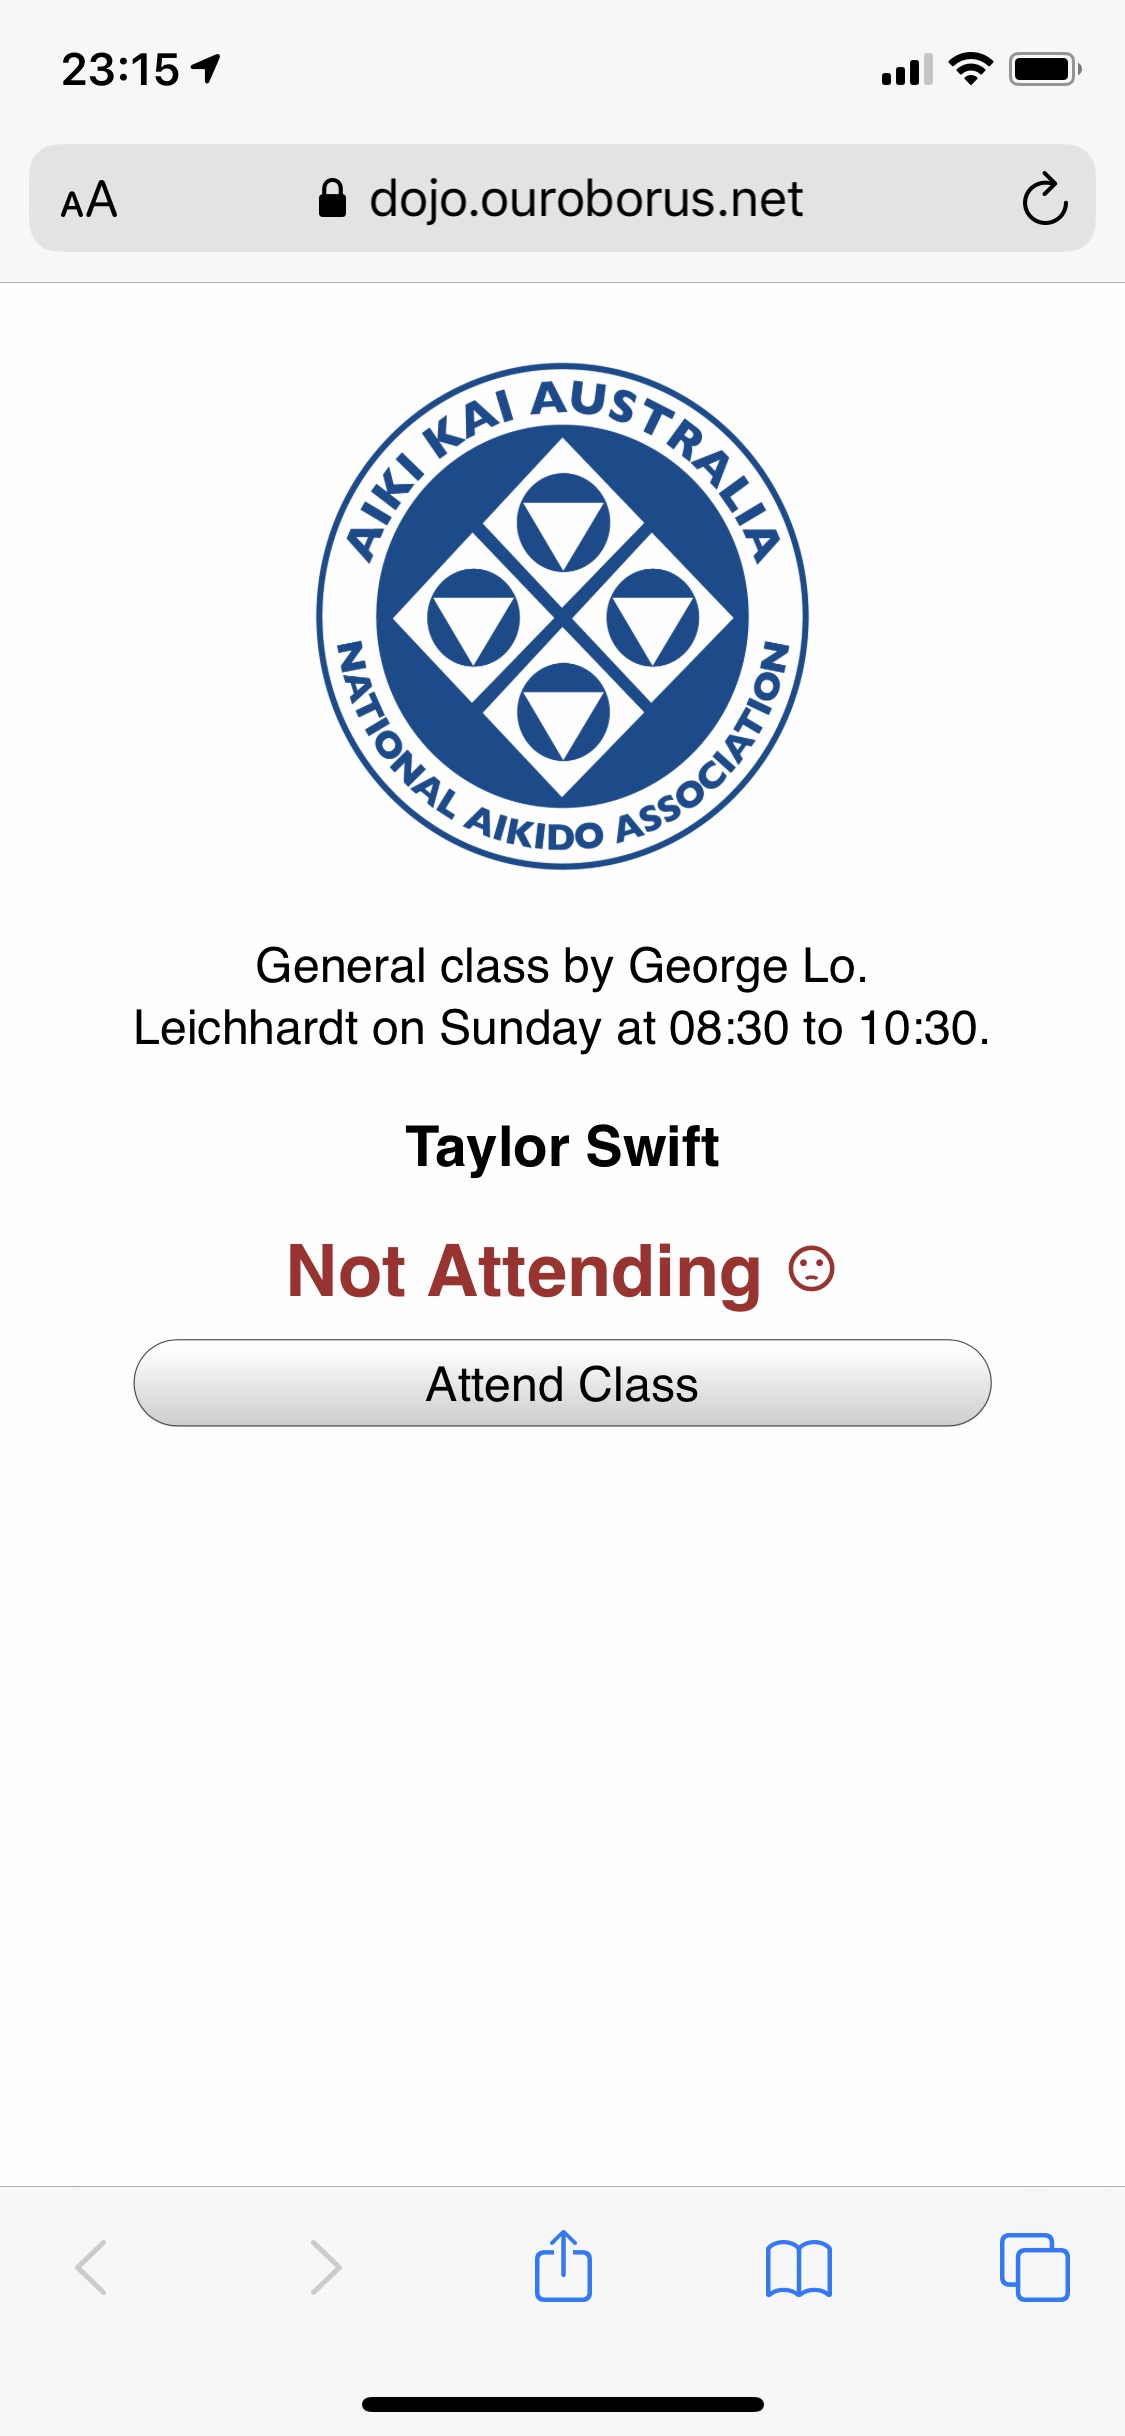 23:15
AA dojo.ouroborus.net
AIKI KAI AUSTRALIA
NATIONAL AIKIDO ASSOCIATION
General class by George Lo.
Leichhardt on Sunday at 08:30 to 10:30.
Taylor Swift
Not Attending
Attend Class